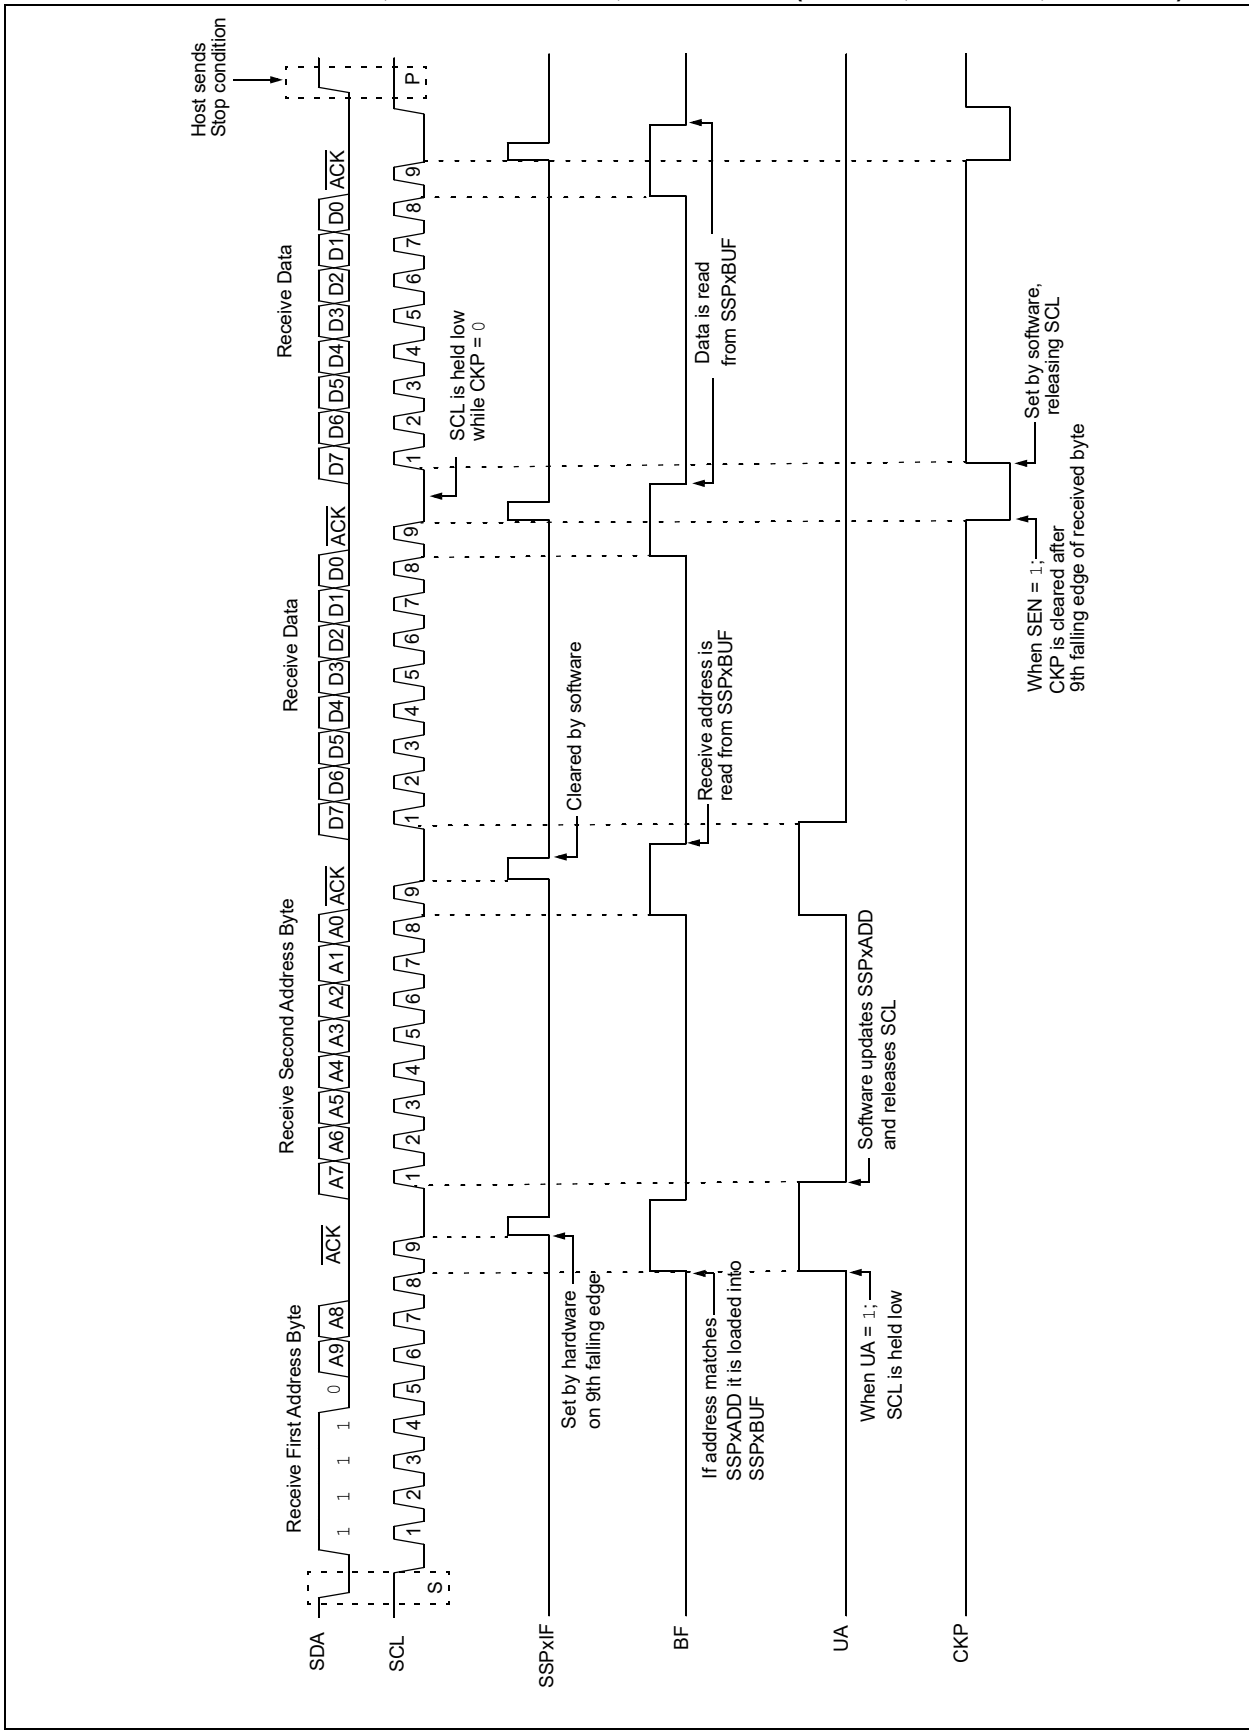 Host sends
Stop condition
Receive First Address Byte
Receive Second Address Byte
Receive Data
Receive Data
SDA
1 1 1 1 0 A9 A8 ACK A7 A6 A5 A4 A3 A2 A1 A0 ACK D7 D6 D5 D4 D3 D2 D1 D0 ACK D7 D6 D5 D4 D3 D2 D1 D0 ACK
SCL
S 1 2 3 4 5 6 7 8 9 1 2 3 4 5 6 7 8 9 1 2 3 4 5 6 7 8 9 1 2 3 4 5 6 7 8 9 P
SCL is held low
while CKP = 0
SSPxIF
Set by hardware
on 9th falling edge
Cleared by software
BF
If address matches
SSPxADD it is loaded into
SSPxBUF
Receive address is
read from SSPxBUF
Data is read
from SSPxBUF
UA
When UA = 1;
SCL is held low
Software updates SSPxADD
and releases SCL
CKP
When SEN = 1;
CKP is cleared after
9th falling edge of received byte
Set by software,
releasing SCL